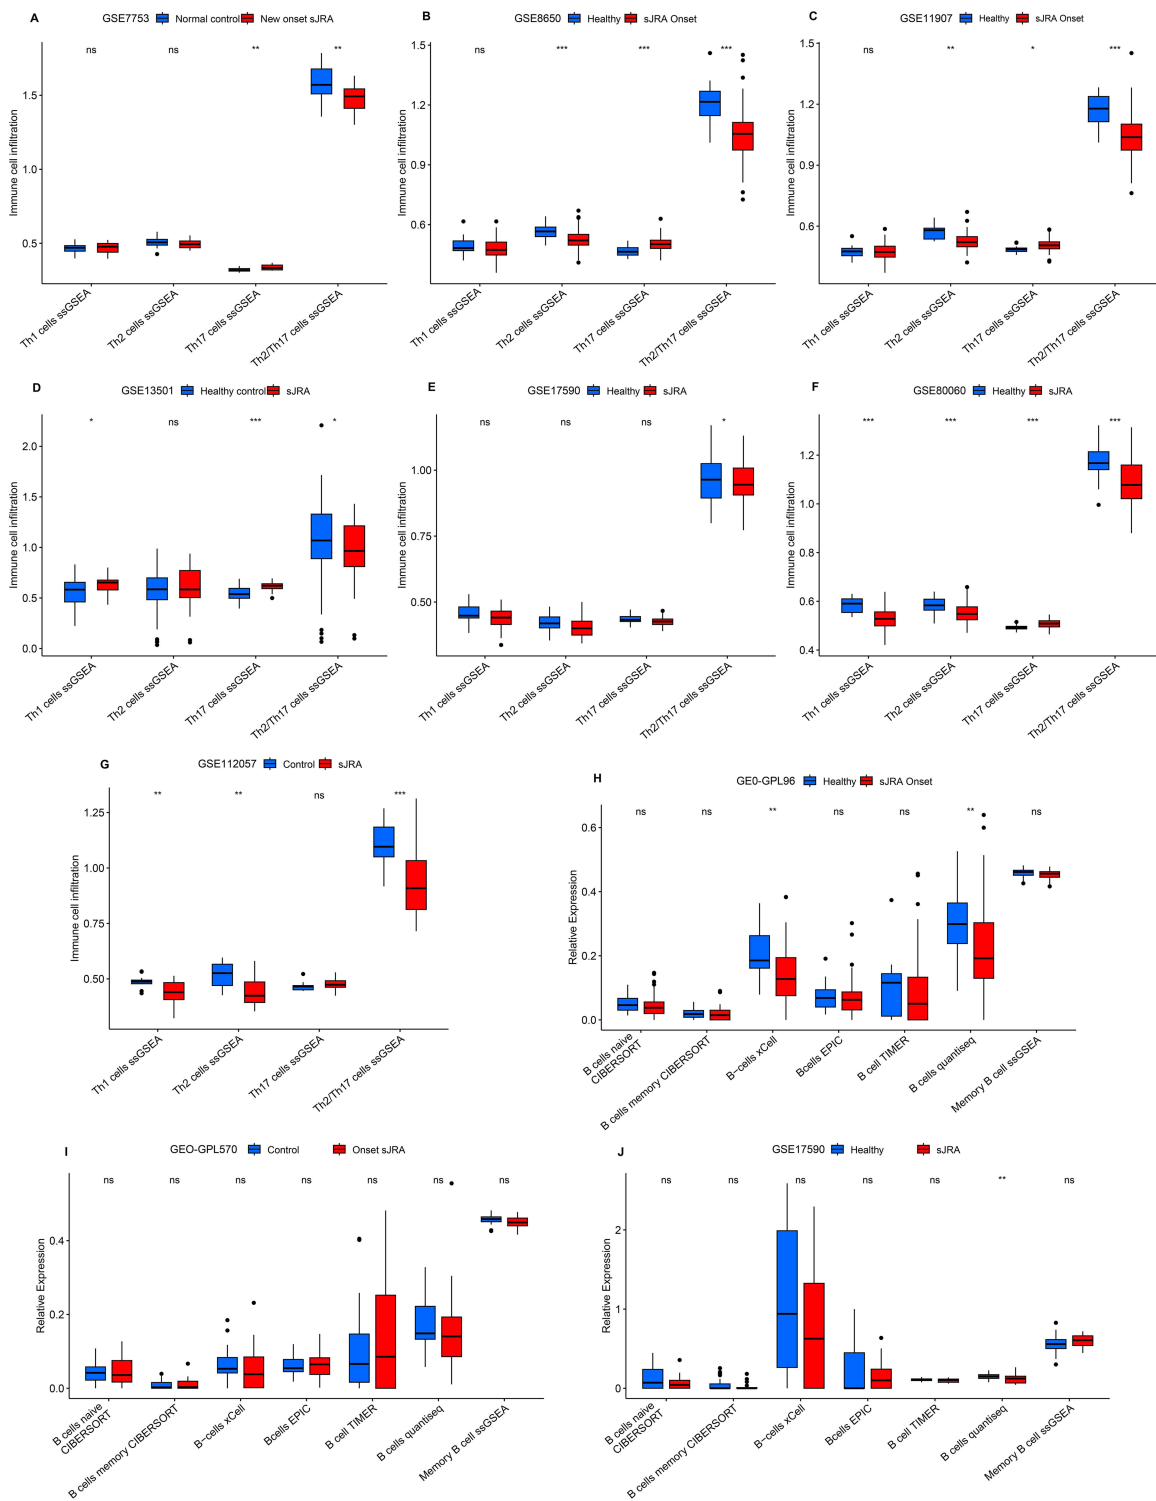 A GSE7753 Normal control New onset sJRA
ns ns ** **
Immune cell infiltration
1.5
1.0
0.5
Th1 cells ssGSEA
Th2 cells ssGSEA
Th17 cells ssGSEA
Th2/Th17 cells ssGSEA
B GSE8650 Healthy sJRA Onset
ns *** *** ***
Immune cell infiltration
1.5
1.2
0.9
0.6
Th1 cells ssGSEA
Th2 cells ssGSEA
Th17 cells ssGSEA
Th2/Th17 cells ssGSEA
C GSE11907 Healthy sJRA Onset
ns ** * ***
Immune cell infiltration
1.5
1.2
0.9
0.6
Th1 cells ssGSEA
Th2 cells ssGSEA
Th17 cells ssGSEA
Th2/Th17 cells ssGSEA
D GSE13501 Healthy control sJRA
* ns *** *
Immune cell infiltration
2.0
1.5
1.0
0.5
0.0
Th1 cells ssGSEA
Th2 cells ssGSEA
Th17 cells ssGSEA
Th2/Th17 cells ssGSEA
E GSE17590 Healthy sJRA
ns ns ns *
Immune cell infiltration
1.00
0.75
0.50
Th1 cells ssGSEA
Th2 cells ssGSEA
Th17 cells ssGSEA
Th2/Th17 cells ssGSEA
F GSE80060 Healthy sJRA
*** *** *** ***
Immune cell infiltration
1.2
1.0
0.8
0.6
0.4
Th1 cells ssGSEA
Th2 cells ssGSEA
Th17 cells ssGSEA
Th2/Th17 cells ssGSEA
G GSE112057 Control sJRA
** ** ns ***
Immune cell infiltration
1.25
1.00
0.75
0.50
Th1 cells ssGSEA
Th2 cells ssGSEA
Th17 cells ssGSEA
Th2/Th17 cells ssGSEA
H GE0-GPL96 Healthy sJRA Onset
ns ns ** ns ns ** ns
Relative Expression
0.6
0.4
0.2
0.0
B cells naive
CIBERSORT
B cells memory CIBERSORT
B−cells xCell
Bcells EPIC
B cell TIMER
B cells quantiseq
Memory B cell ssGSEA
I GEO-GPL570 Control Onset sJRA
ns ns ns ns ns ns ns
Relative Expression
0.4
0.2
0.0
B cells naive
CIBERSORT
B cells memory CIBERSORT
B−cells xCell
Bcells EPIC
B cell TIMER
B cells quantiseq
Memory B cell ssGSEA
J GSE17590 Healthy sJRA
ns ns ns ns ns ** ns
Relative Expression
2
1
0
B cells naive
CIBERSORT
B cells memory CIBERSORT
B−cells xCell
Bcells EPIC
B cell TIMER
B cells quantiseq
Memory B cell ssGSEA